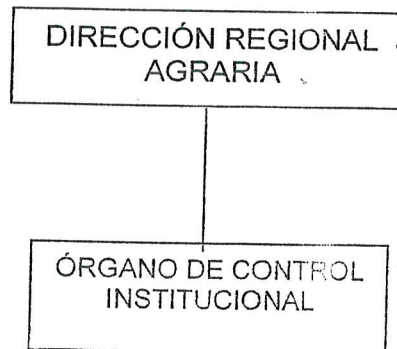 DIRECCIÓN REGIONAL
AGRARIA
ÓRGANO DE CONTROL
INSTITUCIONAL